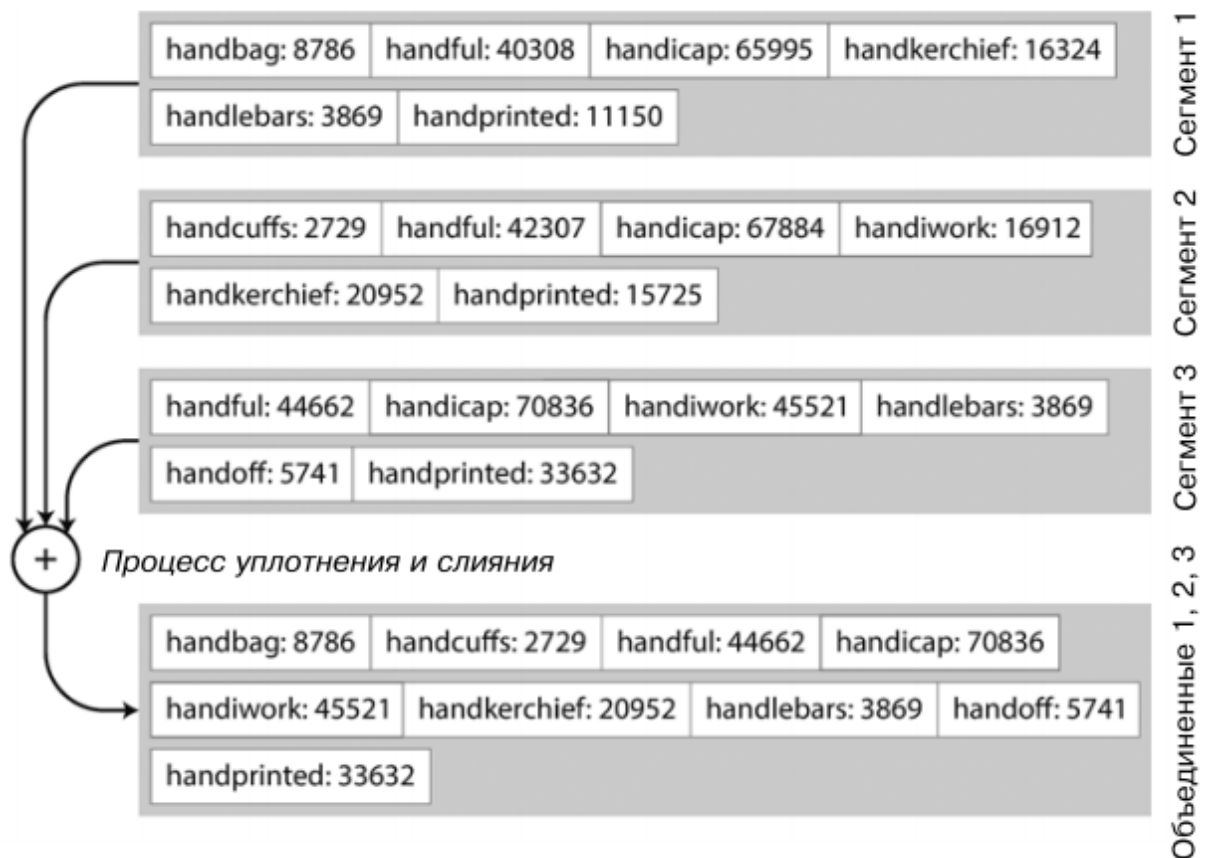 handbag: 8786 handful: 40308 handicap: 65995 handkerchief: 16324
handlebars: 3869 handprinted: 11150
Сегмент 1
handcuffs: 2729 handful: 42307 handicap: 67884 handiwork: 16912
handkerchief: 20952 handprinted: 15725
Сегмент 2
handful: 44662 handicap: 70836 handiwork: 45521 handlebars: 3869
handoff: 5741 handprinted: 33632
Сегмент 3
+ Процесс уплотнения и слияния
handbag: 8786 handcuffs: 2729 handful: 44662 handicap: 70836
handiwork: 45521 handkerchief: 20952 handlebars: 3869 handoff: 5741
handprinted: 33632
Объединенные 1, 2, 3